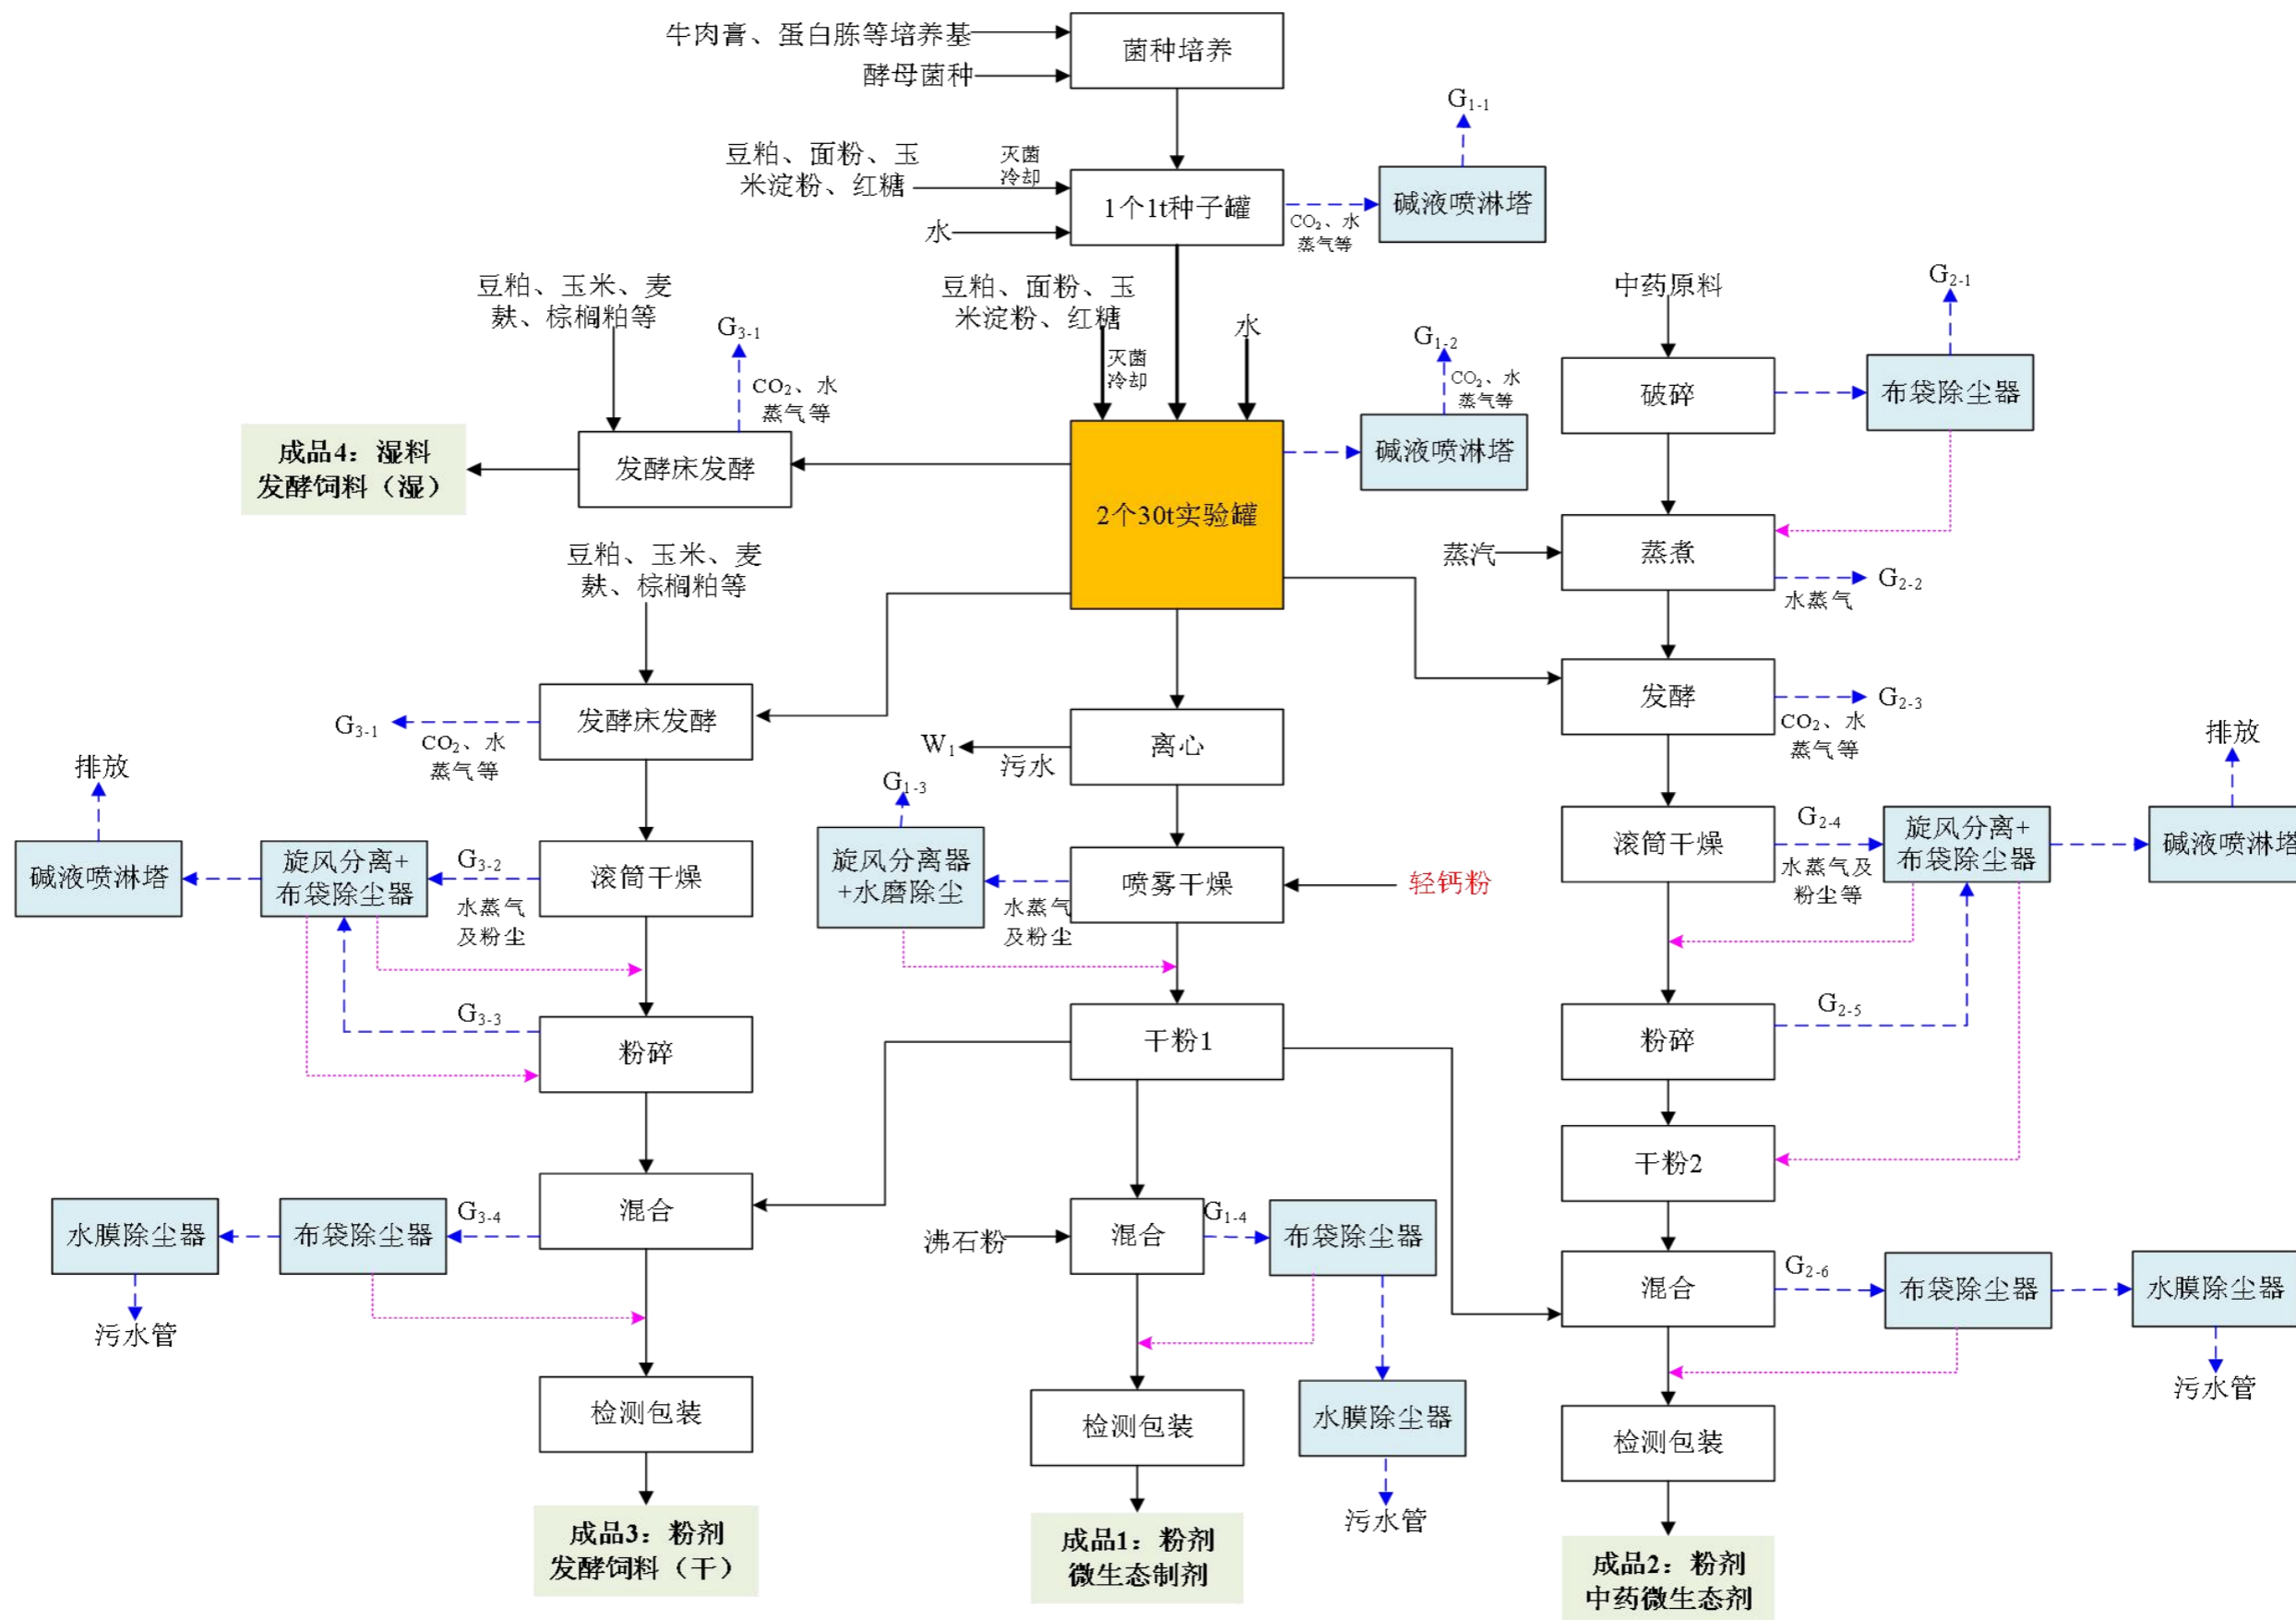 牛肉膏、蛋白胨等培养基
菌种培养
酵母菌种
G1-1
豆粕、面粉、玉
米淀粉、红糖
灭菌
冷却
1个1t种子罐
碱液喷淋塔
CO₂、水
蒸气等
水
豆粕、玉米、麦
麸、棕榈粕等
G3-1
CO₂、水
蒸气等
豆粕、面粉、玉
米淀粉、红糖
灭菌
冷却
水
G1-2
CO₂、水
蒸气等
中药原料
G2-1
破碎
布袋除尘器
成品4：湿料
发酵饲料（湿）
发酵床发酵
2个30t实验罐
碱液喷淋塔
蒸汽
蒸煮
G2-2
水蒸气
豆粕、玉米、麦
麸、棕榈粕等
发酵床发酵
G3-1
CO₂、水
蒸气等
W1
污水
离心
发酵
G2-3
CO₂、水
蒸气等
排放
碱液喷淋塔
旋风分离+
布袋除尘器
G3-2
水蒸气
及粉尘
滚筒干燥
G1-3
旋风分离器
+水磨除尘
水蒸气
及粉尘
喷雾干燥
轻钙粉
滚筒干燥
G2-4
水蒸气及
粉尘等
旋风分离+
布袋除尘器
排放
碱液喷淋塔
G3-3
粉碎
干粉1
粉碎
G2-5
干粉2
水膜除尘器
布袋除尘器
G3-4
混合
污水管
沸石粉
混合
G1-4
布袋除尘器
混合
G2-6
布袋除尘器
水膜除尘器
污水管
检测包装
检测包装
水膜除尘器
污水管
检测包装
成品3：粉剂
发酵饲料（干）
成品1：粉剂
微生态制剂
成品2：粉剂
中药微生态剂